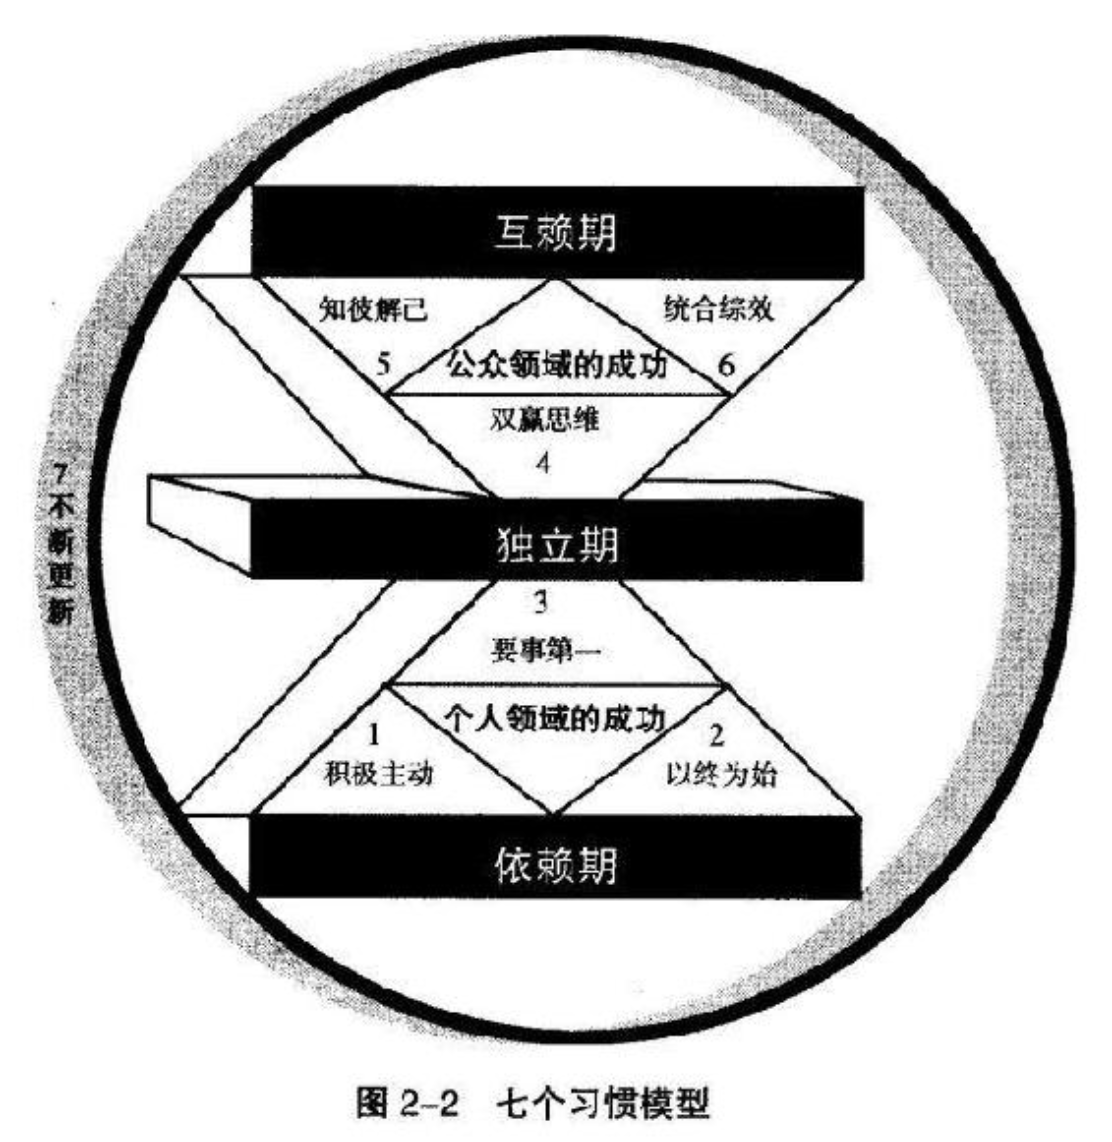 互赖期
知彼解己
统合综效
5
公众领域的成功
6
双赢思维
4
7不断更新
独立期
3
要事第一
个人领域的成功
1
2
积极主动
以终为始
依赖期
图 2-2 七个习惯模型